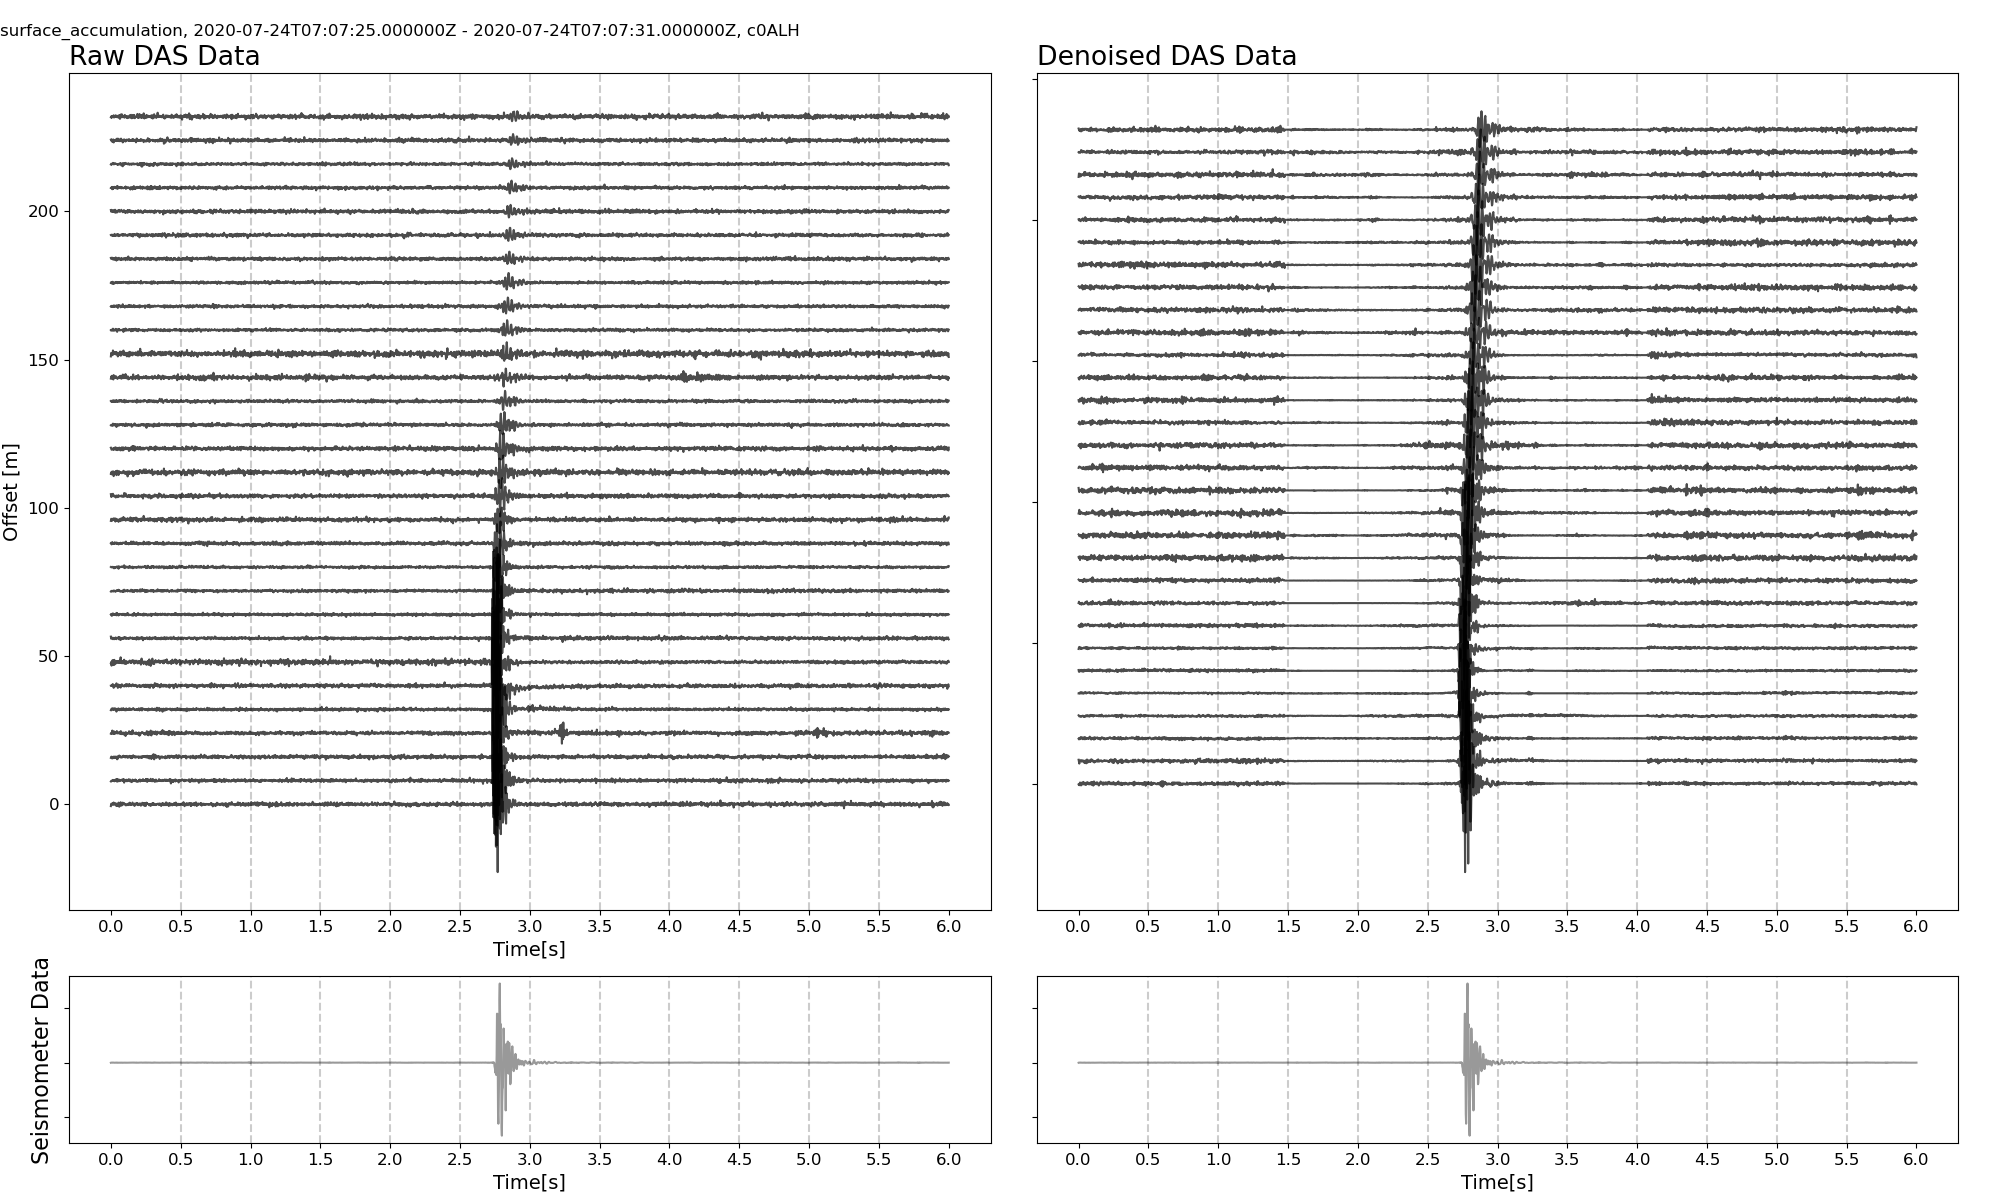 surface_accumulation, 2020-07-24T07:07:25.000000Z - 2020-07-24T07:07:31.000000Z, c0ALH
Raw DAS Data
Denoised DAS Data
Offset [m]
200
150
100
50
0
0.0 0.5 1.0 1.5 2.0 2.5 3.0 3.5 4.0 4.5 5.0 5.5 6.0
Time[s]
0.0 0.5 1.0 1.5 2.0 2.5 3.0 3.5 4.0 4.5 5.0 5.5 6.0
Seismometer Data
0.0 0.5 1.0 1.5 2.0 2.5 3.0 3.5 4.0 4.5 5.0 5.5 6.0
Time[s]
0.0 0.5 1.0 1.5 2.0 2.5 3.0 3.5 4.0 4.5 5.0 5.5 6.0
Time[s]